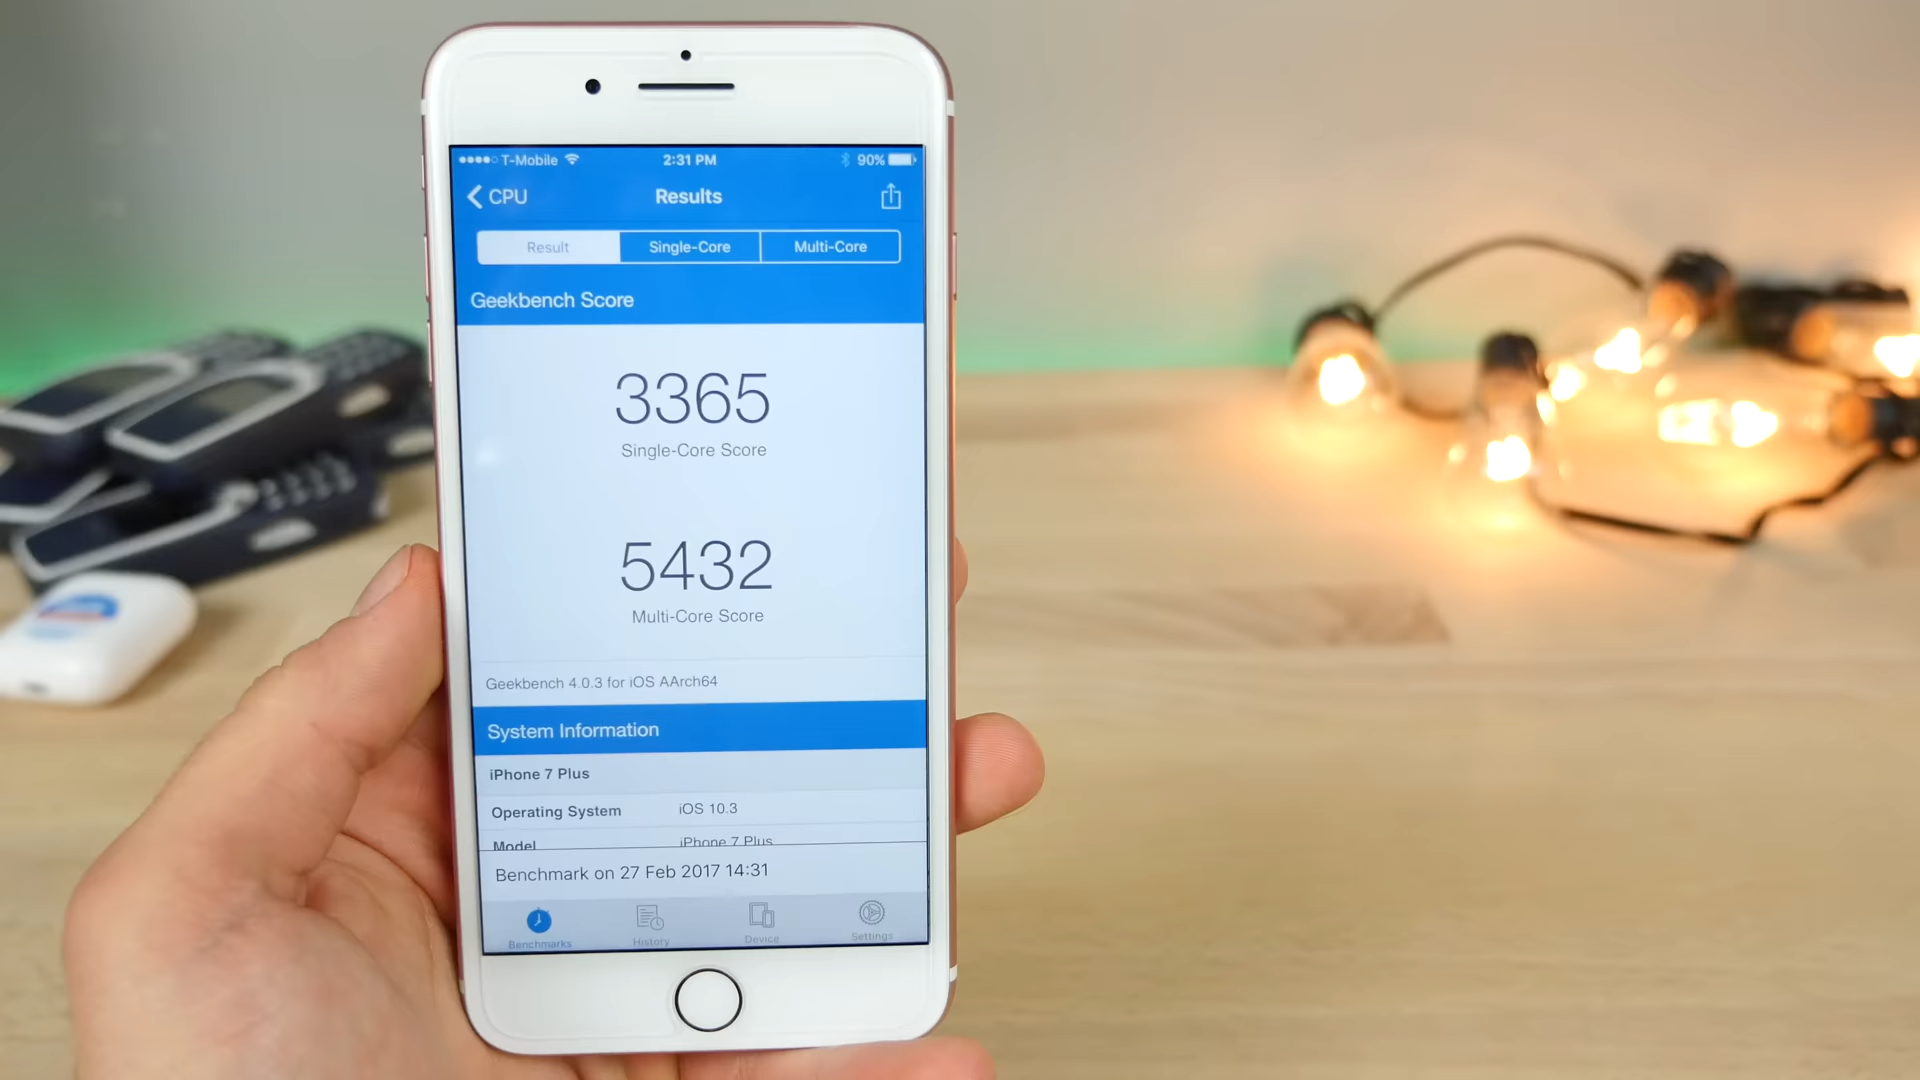 T-Mobile 2:31 PM 90%
CPU Results
Result Single-Core Multi-Core
Geekbench Score
3365
Single-Core Score
5432
Multi-Core Score
Geekbench 4.0.3 for iOS AArch64
System Information
iPhone 7 Plus
Operating System iOS 10.3
Model iPhone 7 Plus
Benchmark on 27 Feb 2017 14:31
Benchmarks History Device Settings